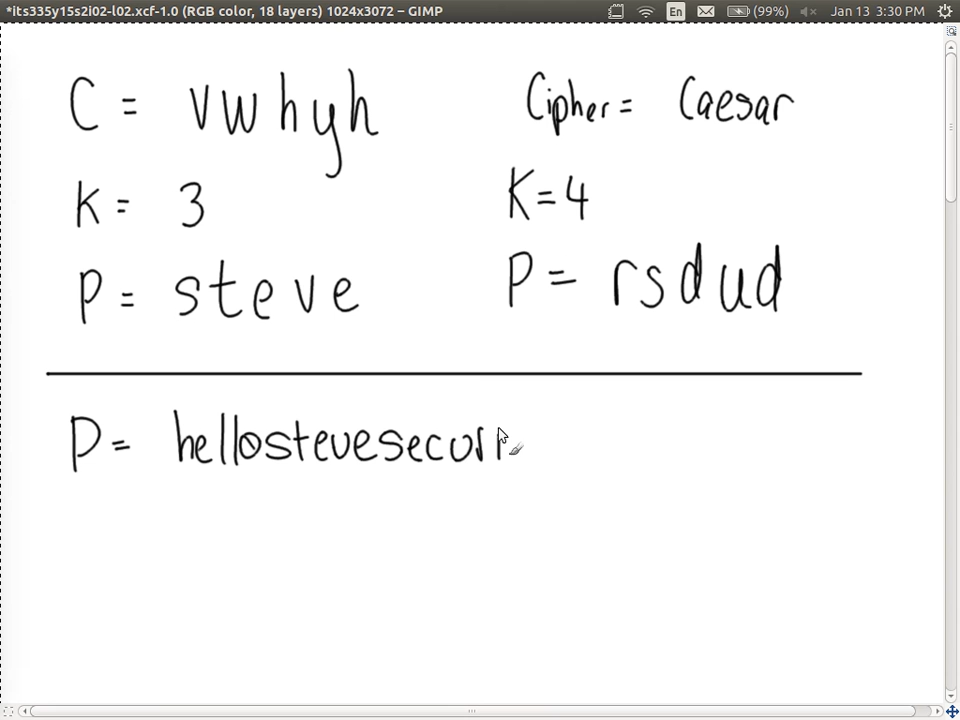 *its335y15s2i02-l02.xcf-1.0 (RGB color, 18 layers) 1024x3072 – GIMP
En
(99%)
Jan 13 3:30 PM
C = vwhyh
Cipher = Caesar
K = 3
K=4
P = steve
P = rsdud
P = hellostevesecur